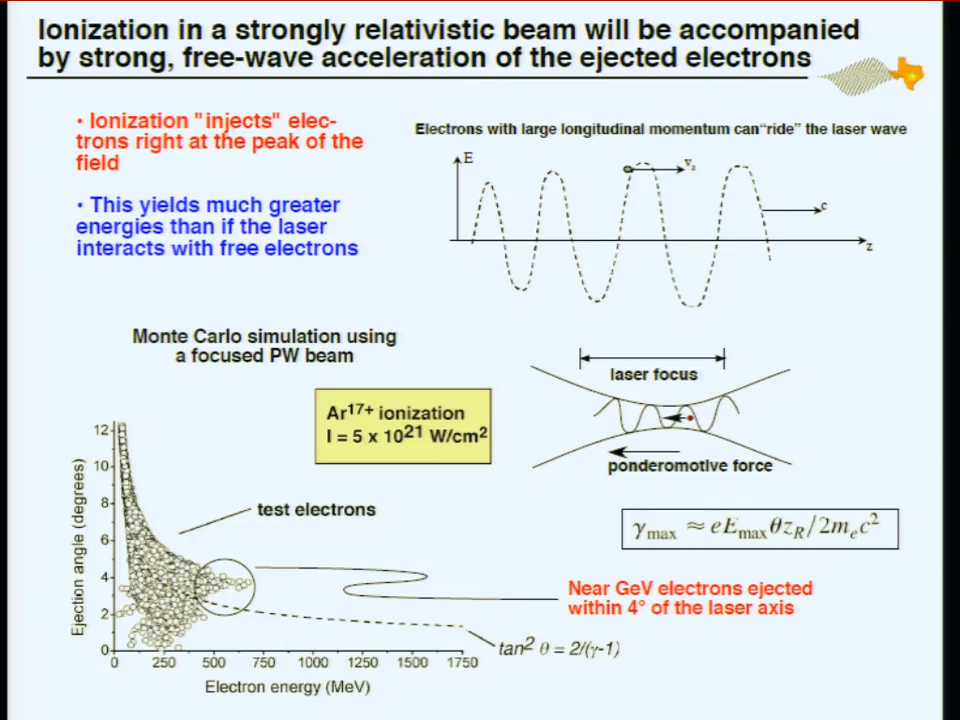 Ionization in a strongly relativistic beam will be accompanied
by strong, free-wave acceleration of the ejected electrons
• Ionization "injects" elec-
trons right at the peak of the
field
• This yields much greater
energies than if the laser
interacts with free electrons
Electrons with large longitudinal momentum can“ride” the laser wave
E
vz
c
z
Monte Carlo simulation using
a focused PW beam
Ar17+ ionization
I = 5 x 10^21 W/cm2
laser focus
ponderomotive force
γmax ≈ eEmaxθzR/2mec²
Near GeV electrons ejected
within 4° of the laser axis
test electrons
tan2 θ = 2/(γ-1)
Ejection angle (degrees)
12
10
8
6
4
2
0
0 250 500 750 1000 1250 1500 1750
Electron energy (MeV)